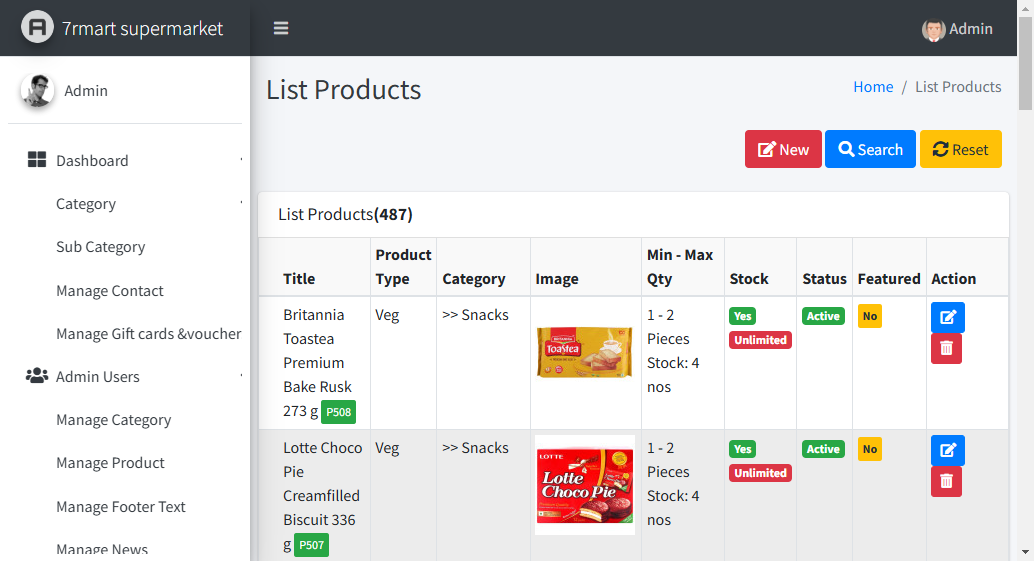 7rmart supermarket
Admin
Admin
List Products
Home / List Products
New Search Reset
Dashboard
Category
Sub Category
Manage Contact
Manage Gift cards &voucher
Admin Users
Manage Category
Manage Product
Manage Footer Text
Manage News
List Products(487)
Title
Product
Type
Category
Image
Min - Max
Qty
Stock
Status
Featured
Action
Britannia
Toastea
Premium
Bake Rusk
273 g P508
Veg
>> Snacks
BRITANNIA
Toastea
1 - 2
Pieces
Stock: 4
nos
Yes
Unlimited
Active
No
Lotte Choco
Pie
Creamfilled
Biscuit 336
g P507
Veg
>> Snacks
LOTTE
Lotte
Choco Pie
1 - 2
Pieces
Stock: 4
nos
Yes
Unlimited
Active
No